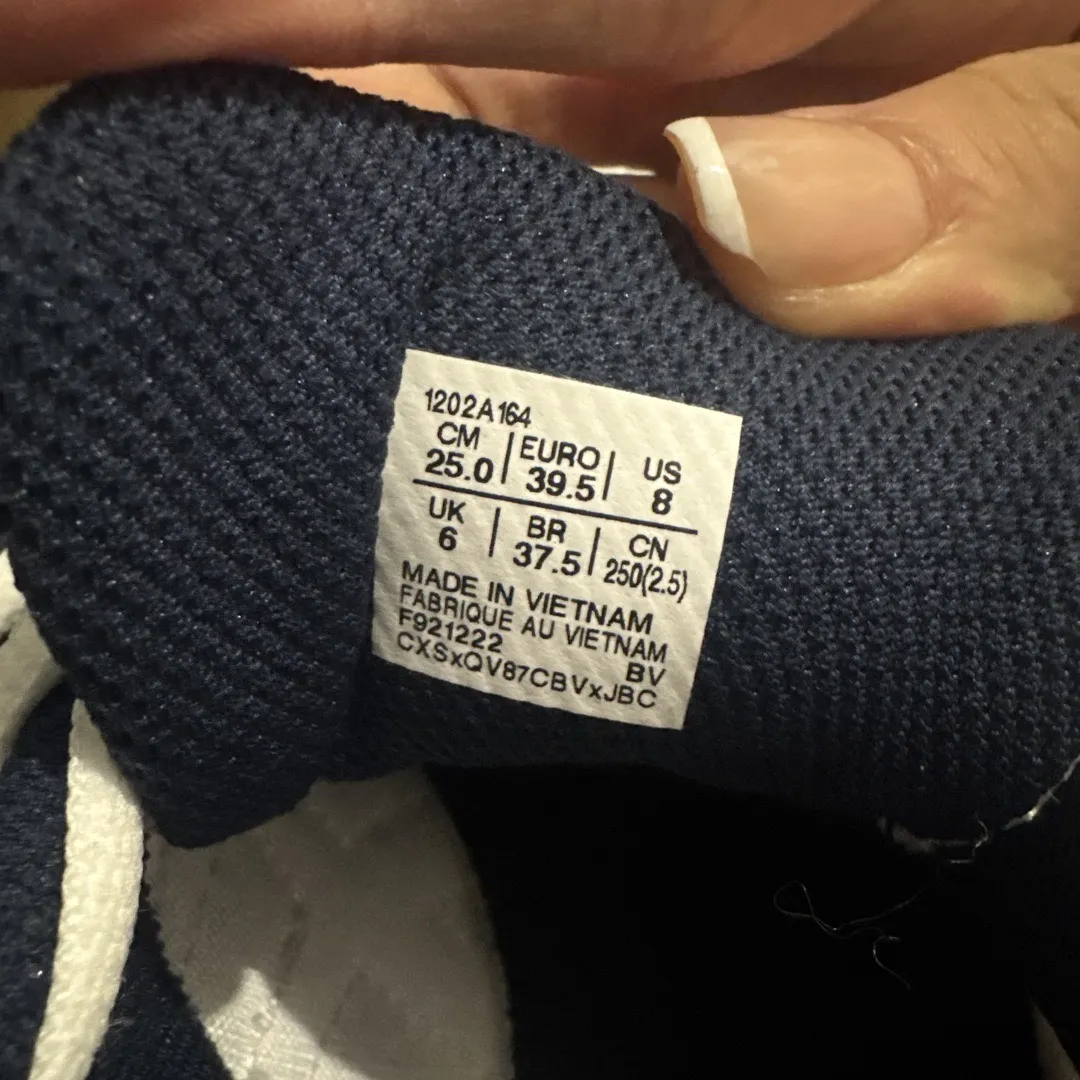 1202A164
CM | EURO | US
25.0 | 39.5 | 8
UK | BR | CN
6 | 37.5 | 250(2.5)
MADE IN VIETNAM
FABRIQUE AU VIETNAM
F921222 BV
CXSxQV87CBVxJBC